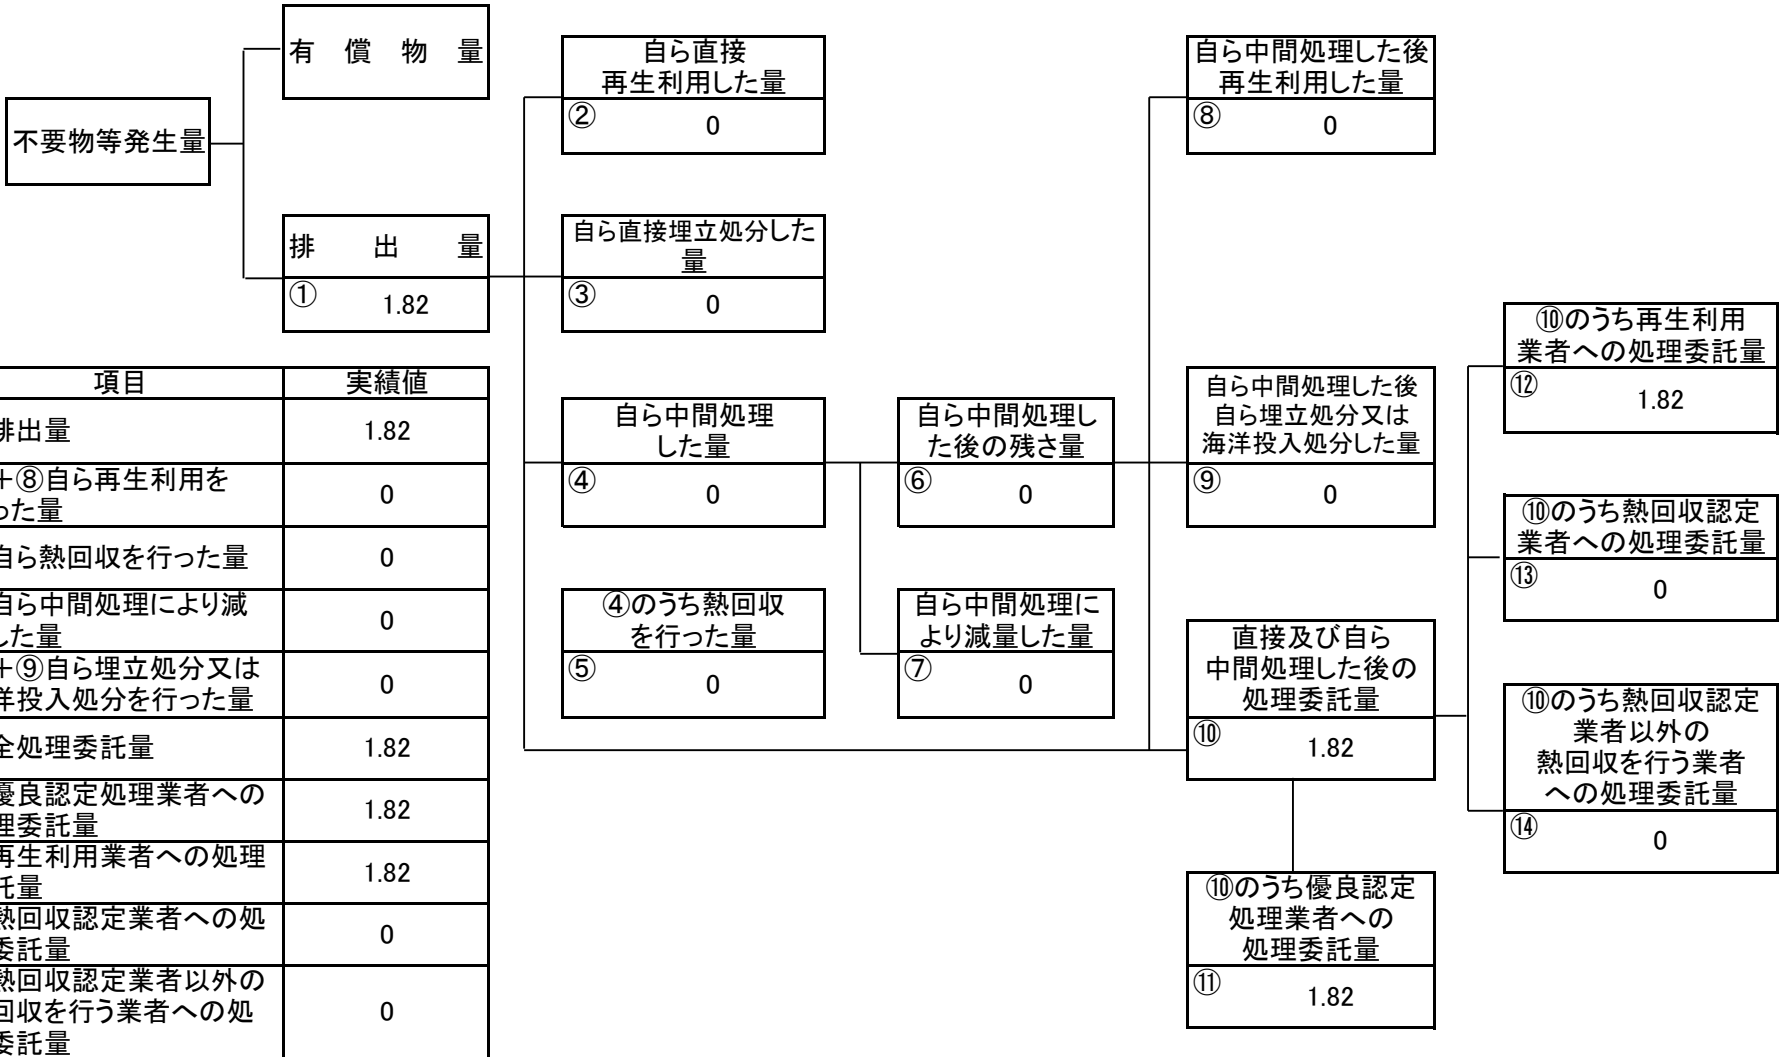 有償物量
不要物等発生量
排出量
①
1.82
自ら直接
再生利用した量
②
0
自ら直接埋立処分した
量
③
0
自ら中間処理
した量
④
0
④のうち熱回収
を行った量
⑤
0
自ら中間処理し
た後の残さ量
⑥
0
自ら中間処理に
より減量した量
⑦
0
自ら中間処理した後
再生利用した量
⑧
0
自ら中間処理した後
自ら埋立処分又は
海洋投入処分した量
⑨
0
直接及び自ら
中間処理した後の
処理委託量
⑩
1.82
⑩のうち優良認定
処理業者への
処理委託量
⑪
1.82
⑩のうち再生利用
業者への処理委託量
⑫
1.82
⑩のうち熱回収認定
業者への処理委託量
⑬
0
⑩のうち熱回収認定
業者以外の
熱回収を行う業者
への処理委託量
⑭
0
項目
実績値
排出量
1.82
+⑧自ら再生利用を
った量
0
自ら熱回収を行った量
0
自ら中間処理により減
した量
0
+⑨自ら埋立処分又は
洋投入処分を行った量
0
全処理委託量
1.82
優良認定処理業者への
理委託量
1.82
再生利用業者への処理
託量
1.82
熱回収認定業者への処
委託量
0
熱回収認定業者以外の
回収を行う業者への処
委託量
0